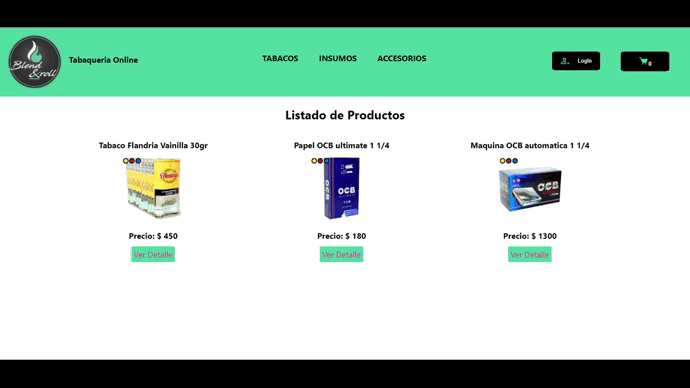 Blend
&roll
Tabaqueria Online
TABACOS
INSUMOS
ACCESORIOS
Login
0
Listado de Productos
Tabaco Flandria Vainilla 30gr
Papel OCB ultimate 1 1/4
Maquina OCB automatica 1 1/4
OCB
OCB
Precio: $ 450
Precio: $ 180
Precio: $ 1300
Ver Detalle
Ver Detalle
Ver Detalle